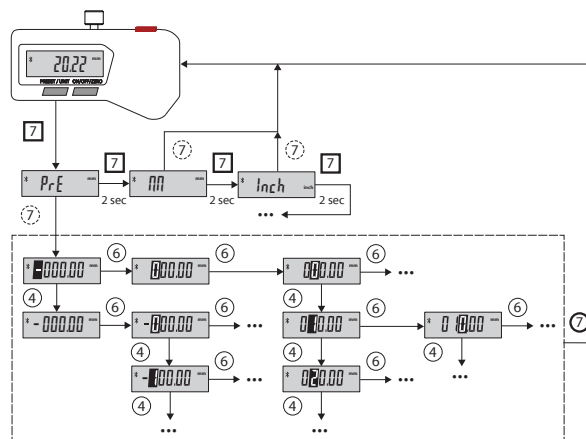 20.22 mm
PRESET / UNIT ON/OFF/ZERO
7
7 7 7 7 7
PrE mm 2 sec mm mm 2 sec Inch inch 2 sec
•••
7
-000.00 mm 6 000.00 mm 6 000.00 mm 6 •••
4 4
-000.00 mm 6 -000.00 mm 6 ••• 010.00 mm 6 010.00 mm 6 ••• 7
4 4 4
-100.00 mm 6 ••• 020.00 mm 6 ••• •••
4 4
••• •••